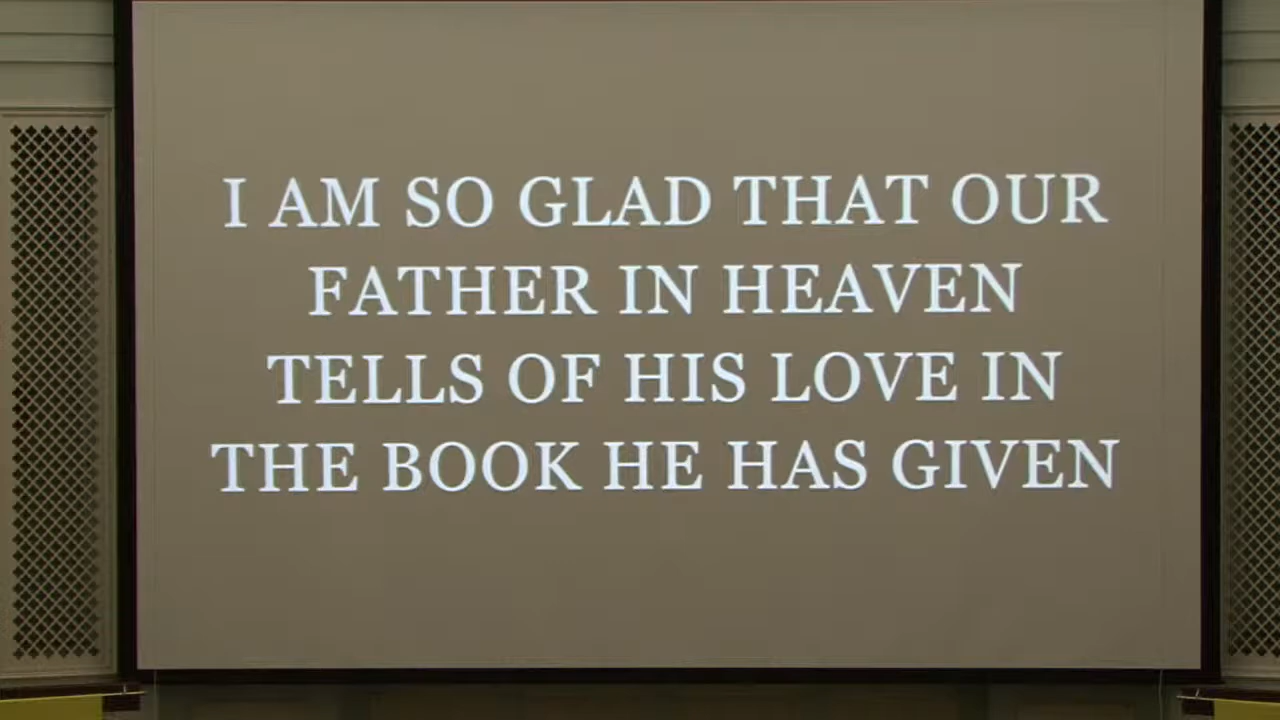 I AM SO GLAD THAT OUR
FATHER IN HEAVEN
TELLS OF HIS LOVE IN
THE BOOK HE HAS GIVEN